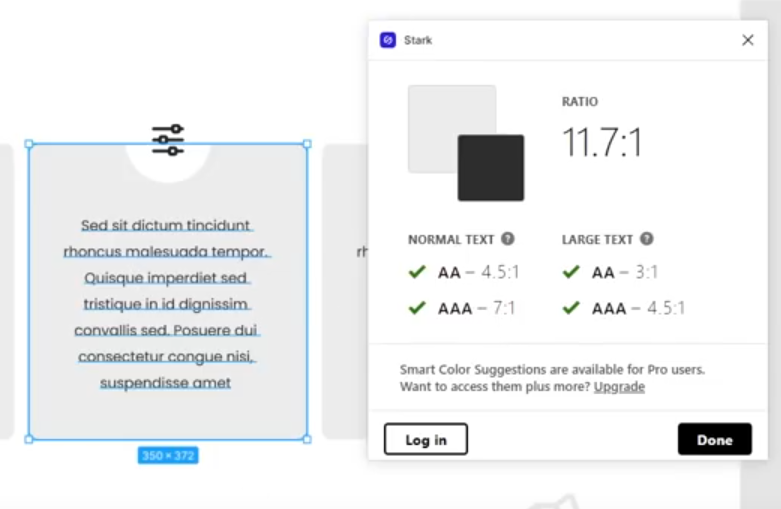 Stark
RATIO
11.7:1
NORMAL TEXT
AA – 4.5:1
AAA – 7:1
LARGE TEXT
AA – 3:1
AAA – 4.5:1
Smart Color Suggestions are available for Pro users.
Want to access them plus more? Upgrade
Log in
Done
Sed sit dictum tincidunt
rhoncus malesuada tempor.
Quisque imperdiet sed
tristique in id dignissim
convallis sed. Posuere dui
consectetur congue nisi,
suspendisse amet
350 × 372
rh